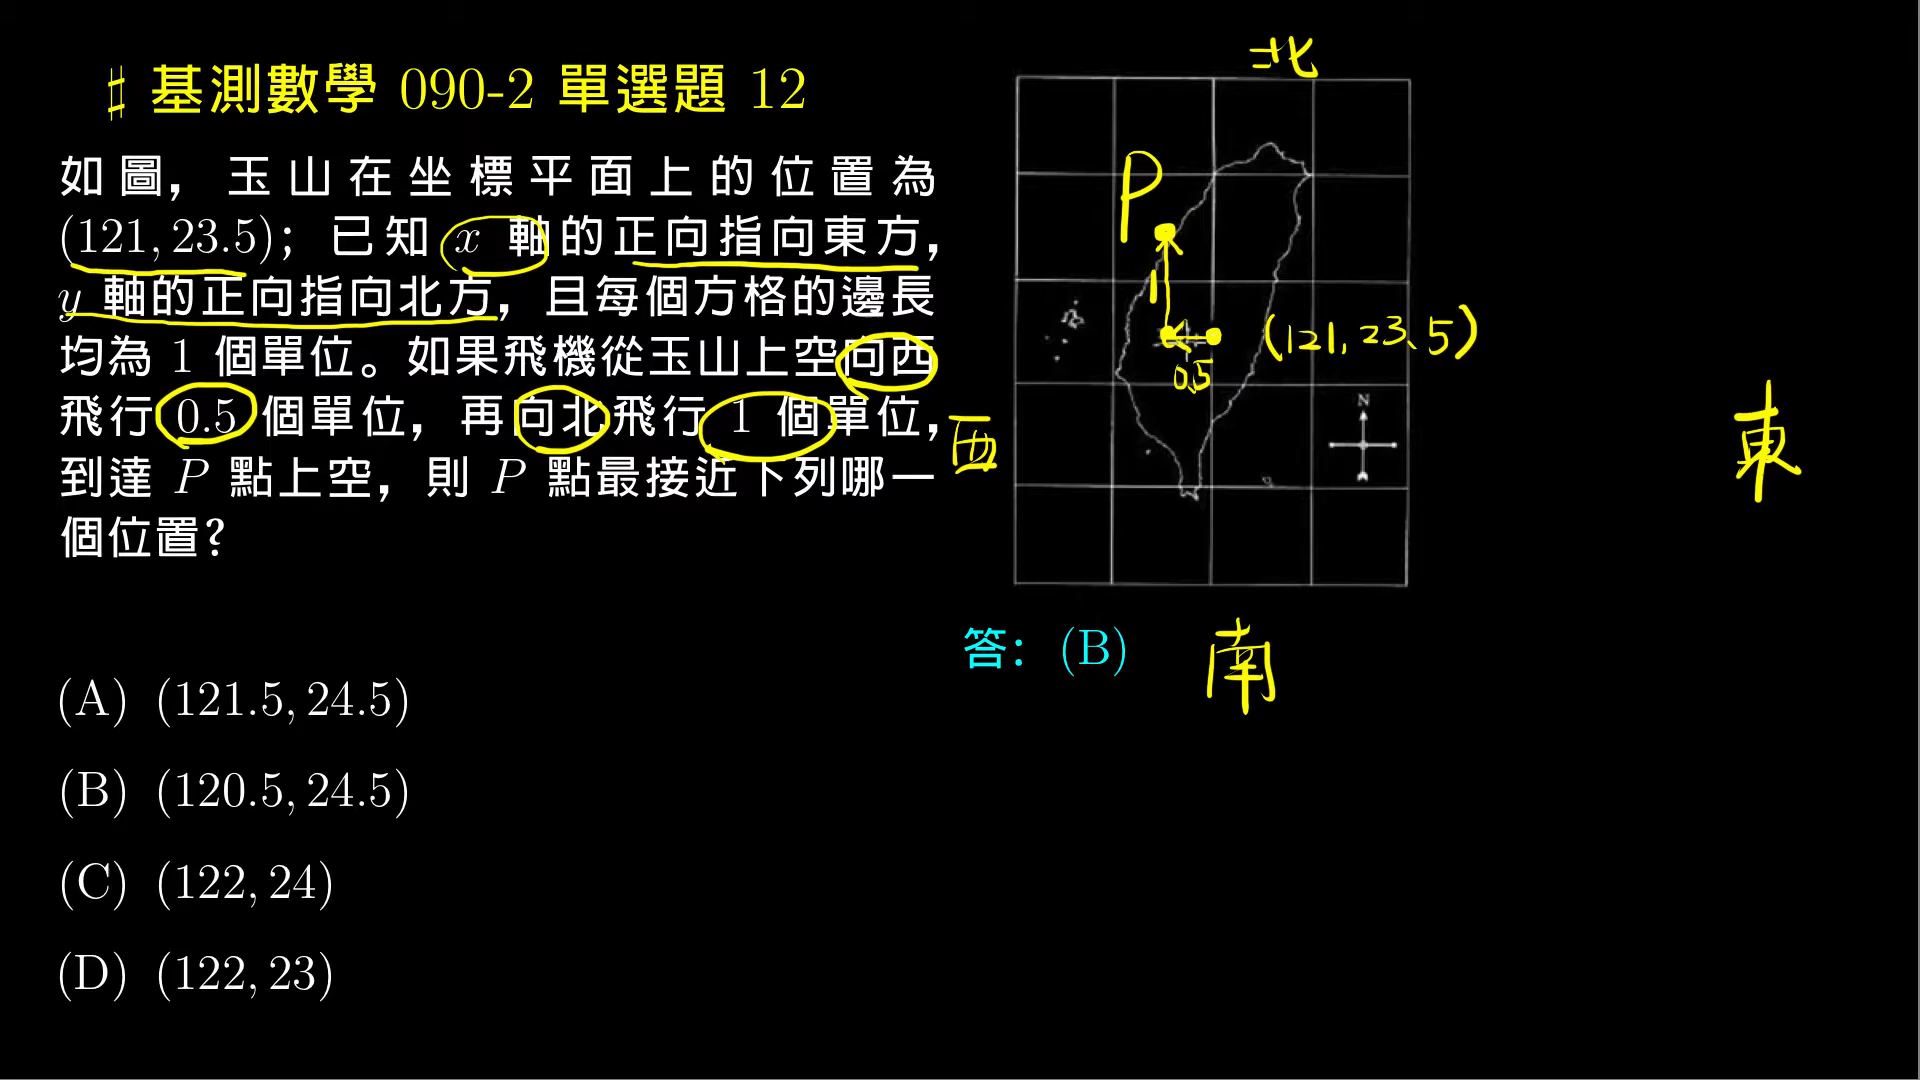 ♯ 基測數學 090-2 單選題 12
如圖，玉山在坐標平面上的位置為
(121, 23.5)；已知 x 軸的正向指向東方，
y 軸的正向指向北方，且每個方格的邊長
均為 1 個單位。如果飛機從玉山上空向西
飛行 0.5 個單位，再向北飛行 1 個單位，
到達 P 點上空，則 P 點最接近下列哪一
個位置？
(A) (121.5, 24.5)
(B) (120.5, 24.5)
(C) (122, 24)
(D) (122, 23)
北
P
1
(121, 23.5)
0.5
N
西
東
答：(B)
南